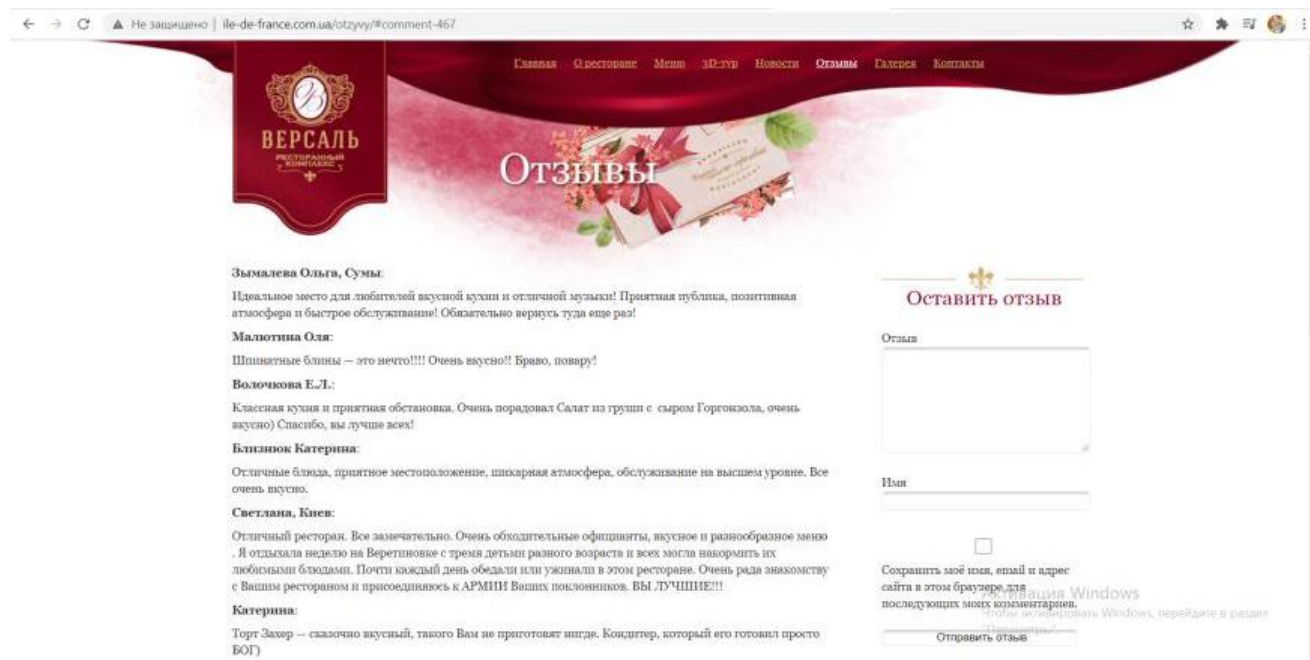 Не защищено | ile-de-france.com.ua/otzyvy/#comment-467
Главная О ресторане Меню 3D-тур Новости Отзывы Галерея Контакты
ВЕРСАЛЬ
РЕСТОРАННЫЙ
КОМПЛЕКС
Отзывы
Зымалева Ольга, Сумы:
Идеальное место для любителей вкусной кухни и отличной музыки! Приятная публика, позитивная
атмосфера и быстрое обслуживание! Обязательно вернусь туда еще раз!
Малютина Оля:
Шпинатные блины — это нечто!!!! Очень вкусно!! Браво, повару!
Волочкова Е.Л.:
Классная кухня и приятная обстановка. Очень порадовал Салат из груши с сыром Горгонзола, очень
вкусно) Спасибо, вы лучше всех!
Близнюк Катерина:
Отличные блюда, приятное местоположение, шикарная атмосфера, обслуживание на высшем уровне. Все
очень вкусно.
Светлана, Киев:
Отличный ресторан. Все замечательно. Очень обходительные официанты, вкусное и разнообразное меню
. Я отдыхала неделю на Веретиновке с тремя детьми разного возраста и всех могла накормить их
любимыми блюдами. Почти каждый день обедали или ужинали в этом ресторане. Очень рада знакомству
с Вашим рестораном и присоединяюсь к АРМИИ Ваших поклонников. ВЫ ЛУЧШИЕ!!!
Катерина:
Торт Захер — сказочно вкусный, такого Вам не приготовят нигде. Кондитер, который его готовил просто
БОГ)
Оставить отзыв
Отзыв
Имя
Сохранить моё имя, email и адрес
сайта в этом браузере для
последующих моих комментариев.
Активация Windows
Чтобы активировать Windows, перейдите в раздел
"Параметры".
Отправить отзыв